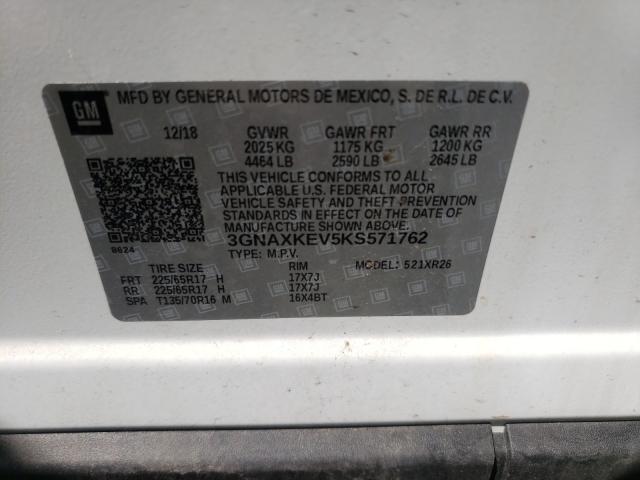 GM MFD BY GENERAL MOTORS DE MEXICO, S. DE R.L. DE C.V.
12/18 GVWR GAWR FRT GAWR RR
2025 KG 1175 KG 1200 KG
4464 LB 2590 LB 2645 LB
THIS VEHICLE CONFORMS TO ALL
APPLICABLE U.S. FEDERAL MOTOR
VEHICLE SAFETY, BUMPER, AND THEFT
PREVENTION STANDARDS IN
EFFECT ON THE DATE OF
MANUFACTURE SHOWN ABOVE.
8624 3GNAXKEV5KS571762
TYPE: M.P.V. MODEL: 521XR26
TIRE SIZE RIM
FRT 225/65R17 H 17X7J
RR 225/65R17 H 17X7J
SPA T135/70R16 M 16X4BT